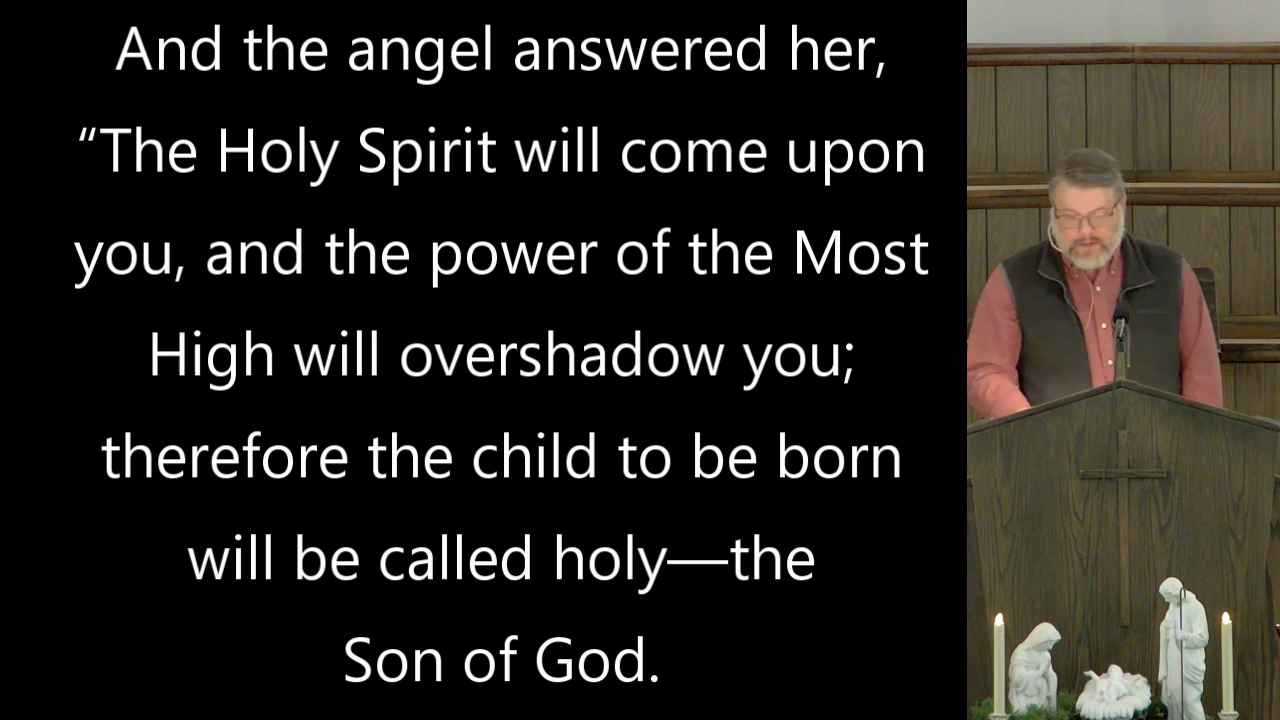 And the angel answered her,
“The Holy Spirit will come upon
you, and the power of the Most
High will overshadow you;
therefore the child to be born
will be called holy—the
Son of God.